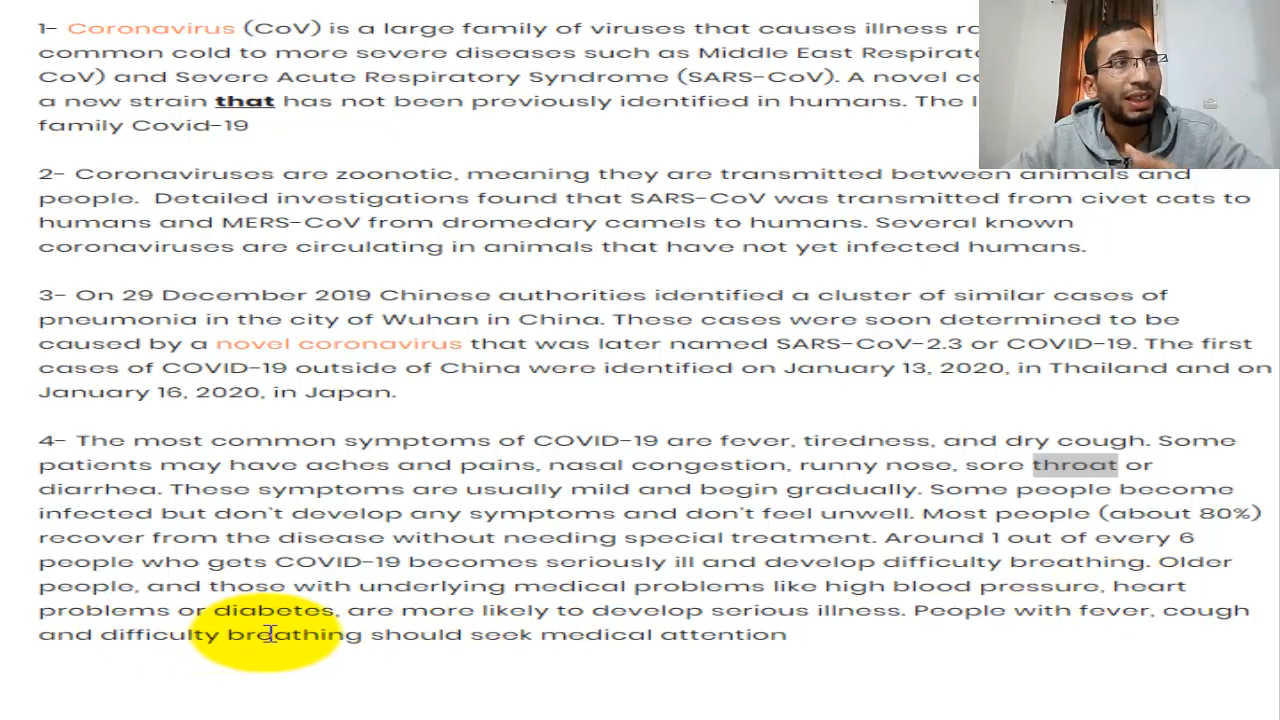 1- Coronavirus (CoV) is a large family of viruses that causes illness
common cold to more severe diseases such as Middle East
CoV) and Severe Acute Respiratory Syndrome (SARS-CoV). A novel
a new strain that has not been previously identified in humans. The
family Covid-19
2- Coronaviruses are zoonotic, meaning they are transmitted between animals and
people. Detailed investigations found that SARS-CoV was transmitted from civet cats to
humans and MERS-CoV from dromedary camels to humans. Several known
coronaviruses are circulating in animals that have not yet infected humans.
3- On 29 December 2019 Chinese authorities identified a cluster of similar cases of
pneumonia in the city of Wuhan in China. These cases were soon determined to be
caused by a novel coronavirus that was later named SARS-CoV-2.3 or COVID-19. The first
cases of COVID-19 outside of China were identified on January 13, 2020, in Thailand and on
January 16, 2020, in Japan.
4- The most common symptoms of COVID-19 are fever, tiredness, and dry cough. Some
patients may have aches and pains, nasal congestion, runny nose, sore throat or
diarrhea. These symptoms are usually mild and begin gradually. Some people become
infected but don't develop any symptoms and don't feel unwell. Most people (about 80%)
recover from the disease without needing special treatment. Around 1 out of every 6
people who gets COVID-19 becomes seriously ill and develop difficulty breathing. Older
people, and those with underlying medical problems like high blood pressure, heart
problems or diabetes, are more likely to develop serious illness. People with fever, cough
and difficulty breathing should seek medical attention